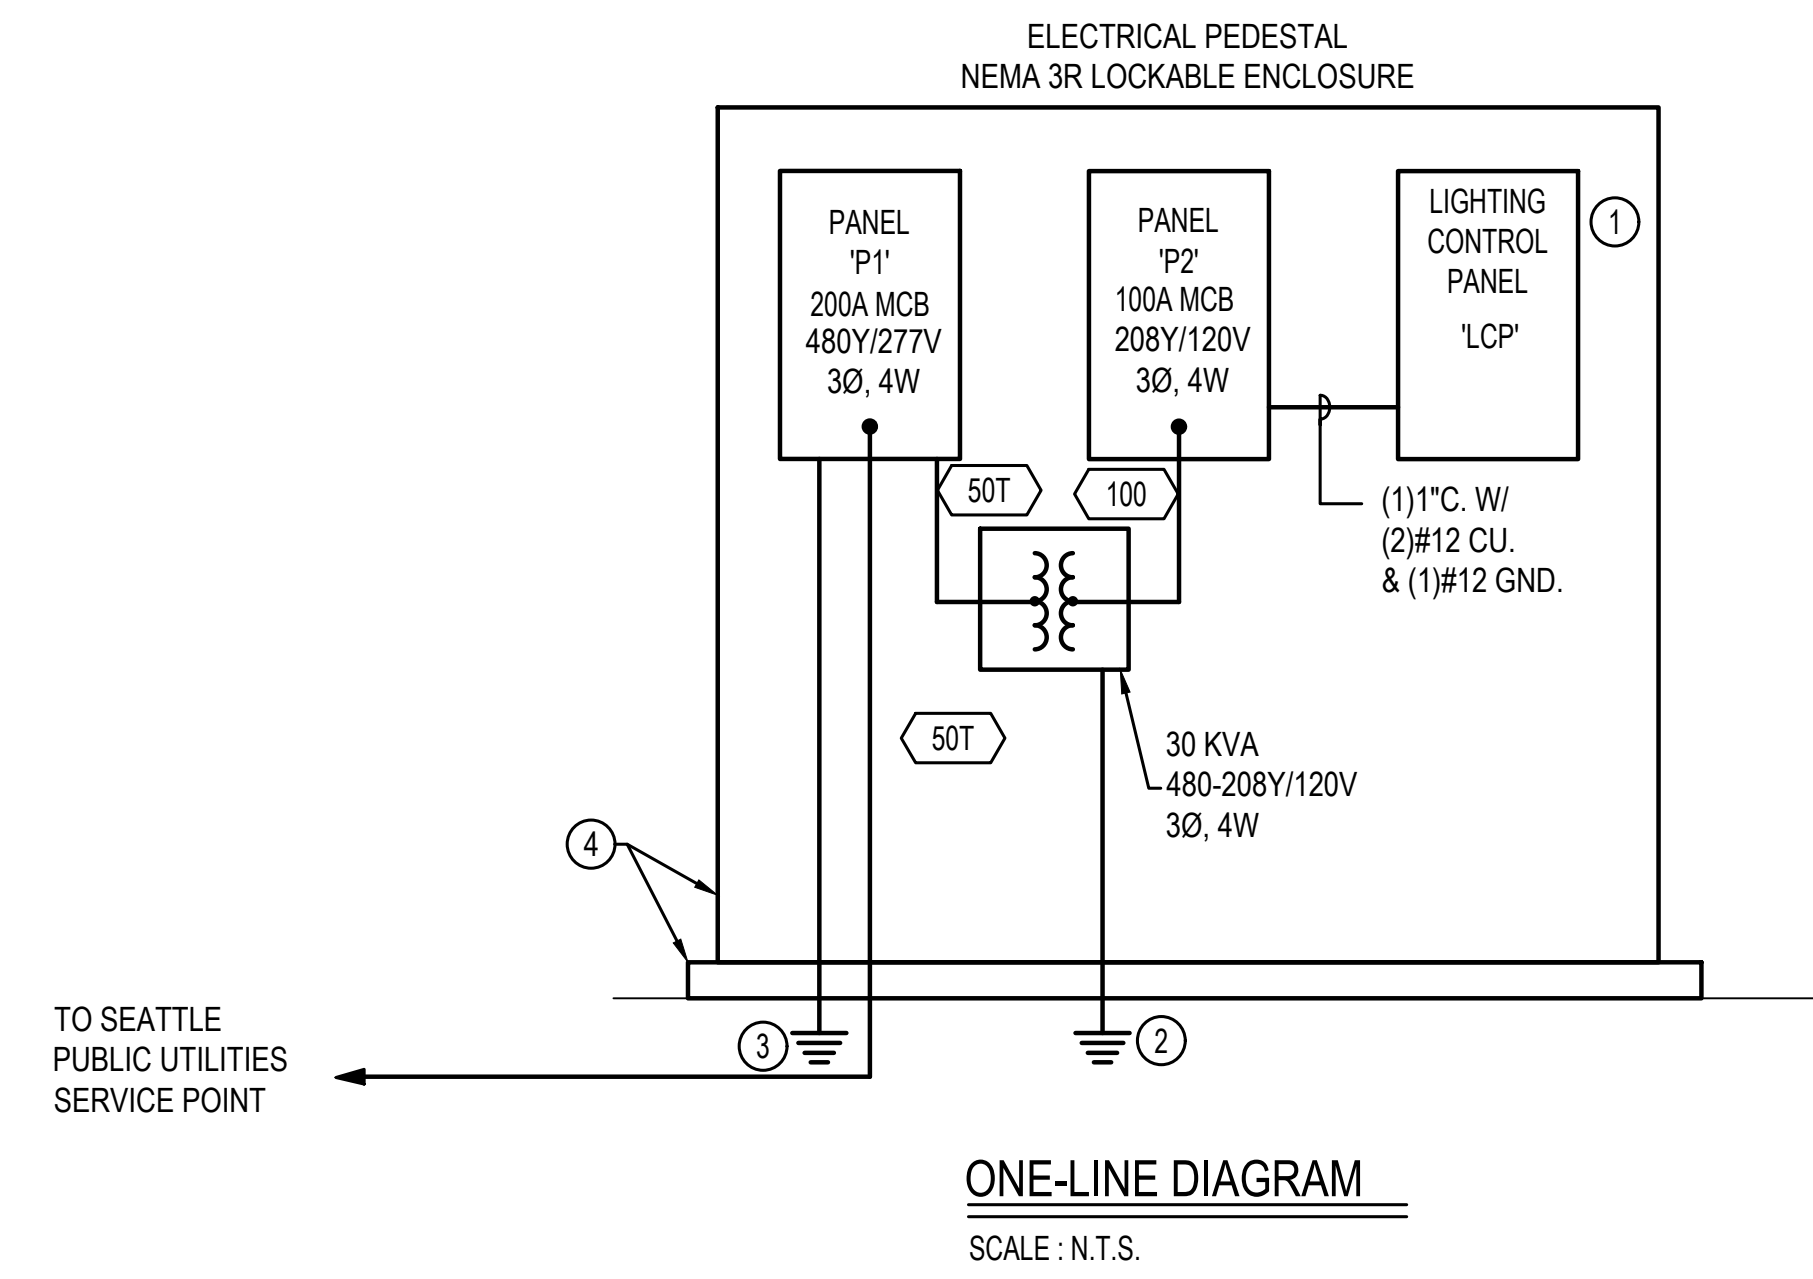 ELECTRICAL PEDESTAL
NEMA 3R LOCKABLE ENCLOSURE
PANEL
'P1'
200A MCB
480Y/277V
3Ø, 4W
PANEL
'P2'
100A MCB
208Y/120V
3Ø, 4W
LIGHTING
CONTROL
PANEL
'LCP'
1
50T
100
(1)1"C. W/
(2)#12 CU.
& (1)#12 GND.
50T
30 KVA
480-208Y/120V
3Ø, 4W
4
TO SEATTLE
PUBLIC UTILITIES
SERVICE POINT
3
2
ONE-LINE DIAGRAM
SCALE : N.T.S.